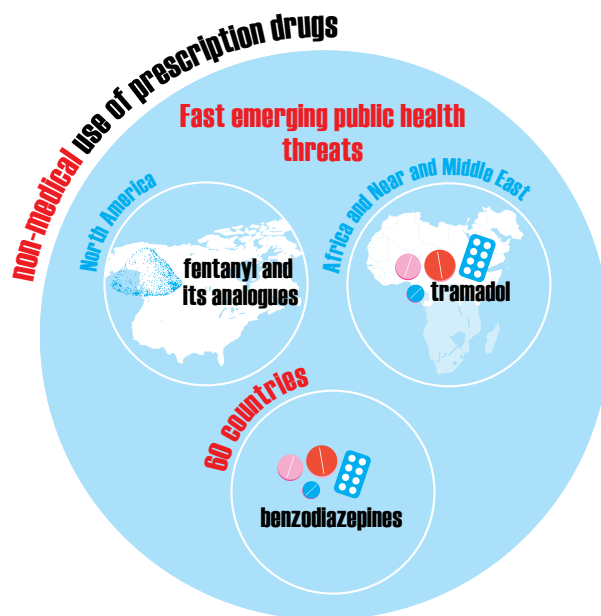 non-medical use of prescription drugs
Fast emerging public health
threats
North America
fentanyl and
its analogues
Africa and Near and Middle East
tramadol
60 countries
benzodiazepines